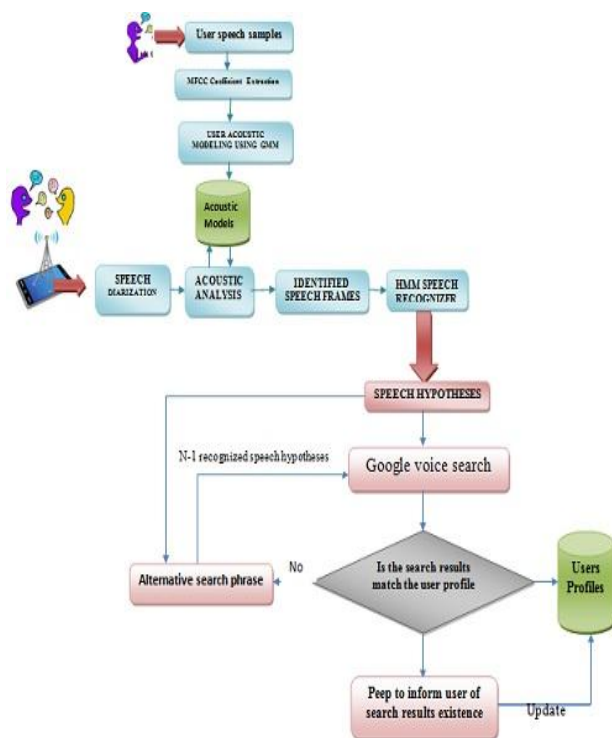 User speech samples
MFCC Coefficient Extraction
USER ACOUSTIC
MODELING USING GMM
Acoustic
Models
SPEECH
DIARIZATION
ACOUSTIC
ANALYSIS
IDENTIFIED
SPEECH FRAMES
HMM SPEECH
RECOGNIZER
SPEECH HYPOTHESES
N-1 recognized speech hypotheses
Google voice search
Is the search results
match the user profile
No
Alternative search phrase
Users
Profiles
Peep to inform user of
search results existence
Update